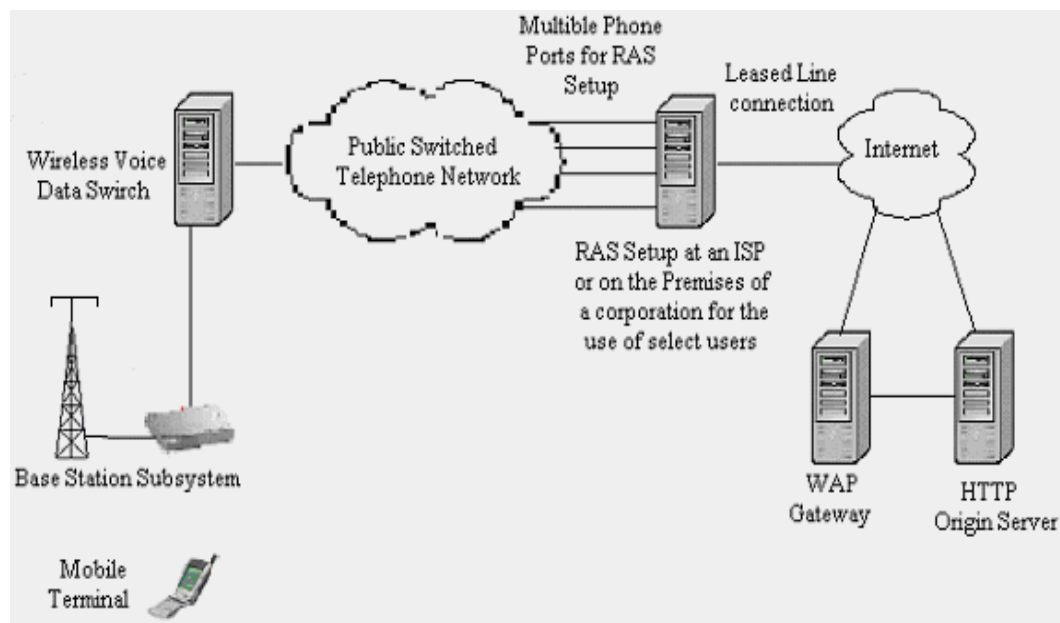 Multible Phone
Ports for RAS
Setup
Leased Line
connection
Wireless Voice
Data Swirch
Public Switched
Telephone Network
Internet
RAS Setup at an ISP
or on the Premises of
a corporation for the
use of select users
Base Station Subsystem
WAP
Gateway
HTTP
Origin Server
Mobile
Terminal